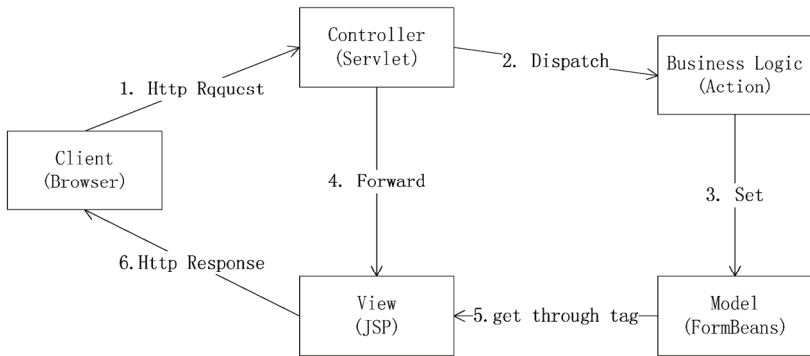 Controller
(Servlet)
2. Dispatch
Business Logic
(Action)
1. Http Rqqucst
Client
(Browser)
4. Forward
3. Set
6.Http Response
View
(JSP)
5.get through tag
Model
(FormBeans)